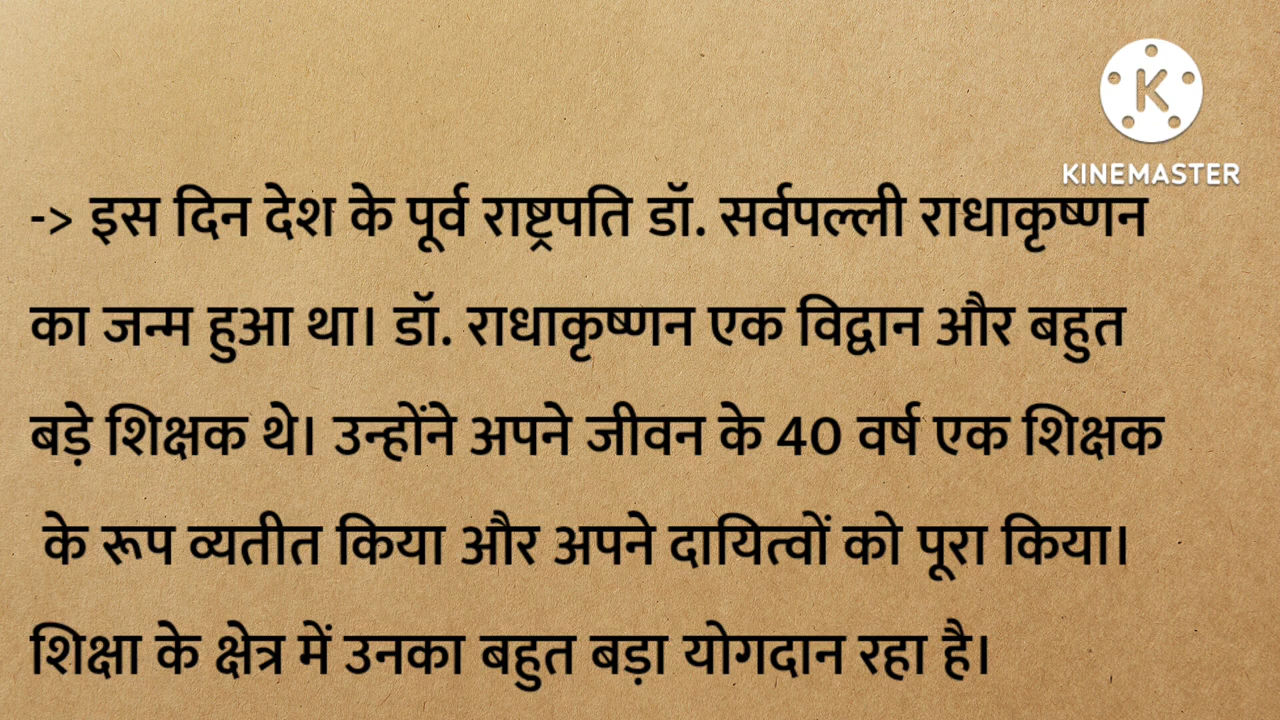 KINEMASTER
-> इस दिन देश के पूर्व राष्ट्रपति डॉ. सर्वपल्ली राधाकृष्णन
का जन्म हुआ था। डॉ. राधाकृष्णन एक विद्वान और बहुत
बड़े शिक्षक थे। उन्होंने अपने जीवन के 40 वर्ष एक शिक्षक
के रूप व्यतीत किया और अपने दायित्वों को पूरा किया।
शिक्षा के क्षेत्र में उनका बहुत बड़ा योगदान रहा है।